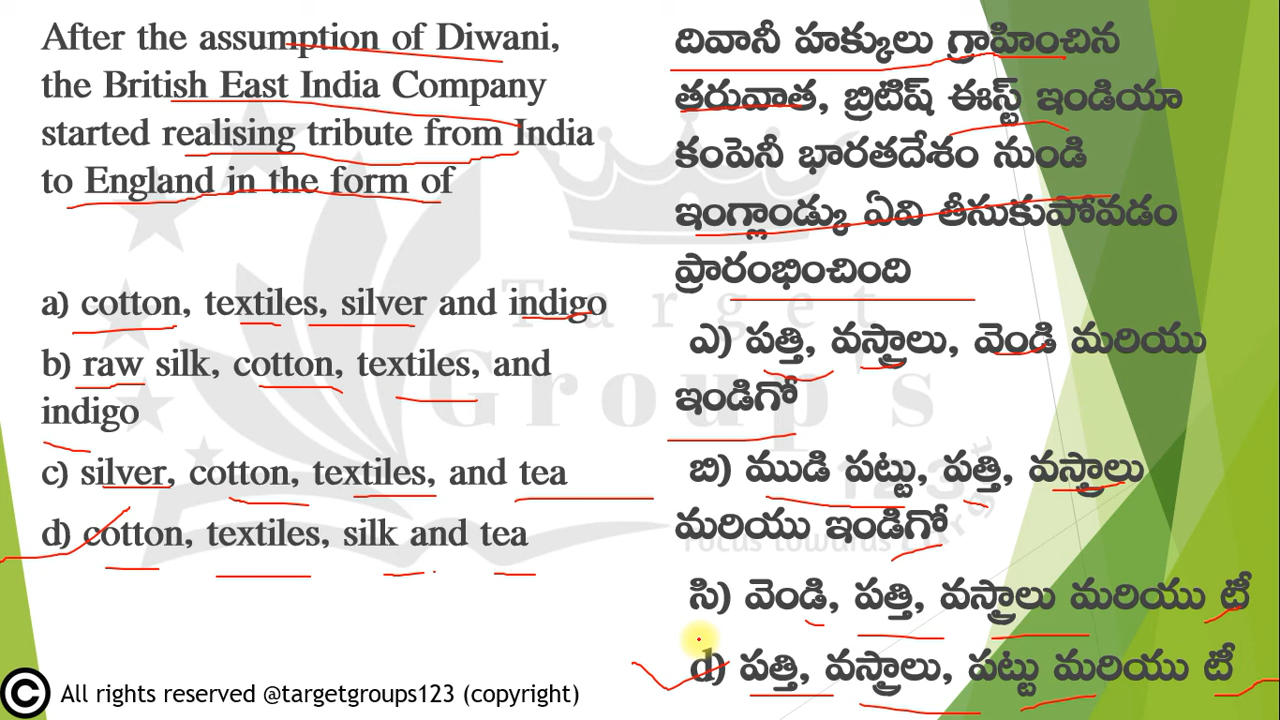 After the assumption of Diwani,
the British East India Company
started realising tribute from India
to England in the form of
a) cotton, textiles, silver and indigo
b) raw silk, cotton, textiles, and
indigo
c) silver, cotton, textiles, and tea
d) cotton, textiles, silk and tea
దివానీ హక్కులు గ్రాహించిన
తరువాత, బ్రిటిష్ ఈస్ట్ ఇండియా
కంపెనీ భారతదేశం నుండి
ఇంగ్లాండ్కు ఏవి తీసుకుపోవడం
ప్రారంభించింది
ఎ) పత్తి, వస్త్రాలు, వెండి మరియు
ఇండిగో
బి) ముడి పట్టు, పత్తి, వస్త్రాలు
మరియు ఇండిగో
సి) వెండి, పత్తి, వస్త్రాలు మరియు టీ
d) పత్తి, వస్త్రాలు, పట్టు మరియు టీ
Target
Group's
123
All rights reserved @targetgroups123 (copyright)